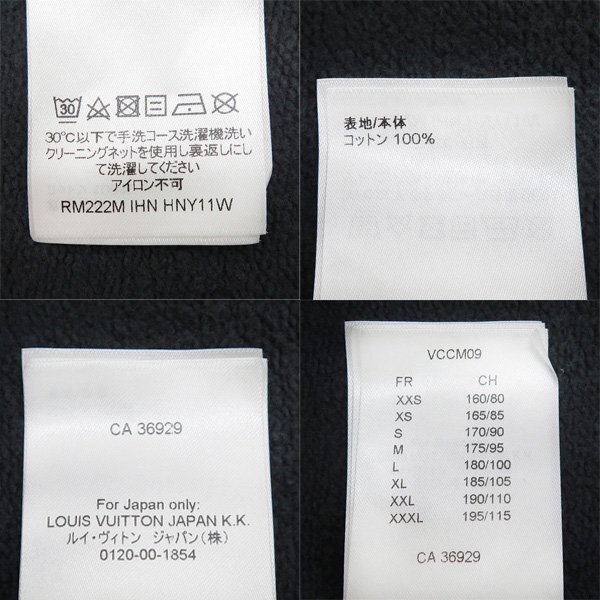 30
30℃以下で手洗コース洗濯機洗い
クリーニングネットを使用し裏返しにし
て洗濯してください
アイロン不可
RM222M IHN HNY11W
表地/本体
コットン 100%
CA 36929
For Japan only:
LOUIS VUITTON JAPAN K.K.
ルイ・ヴィトン ジャパン(株)
0120-00-1854
VCCM09
FR CH
XXS 160/80
XS 165/85
S 170/90
M 175/95
L 180/100
XL 185/105
XXL 190/110
XXXL 195/115
CA 36929